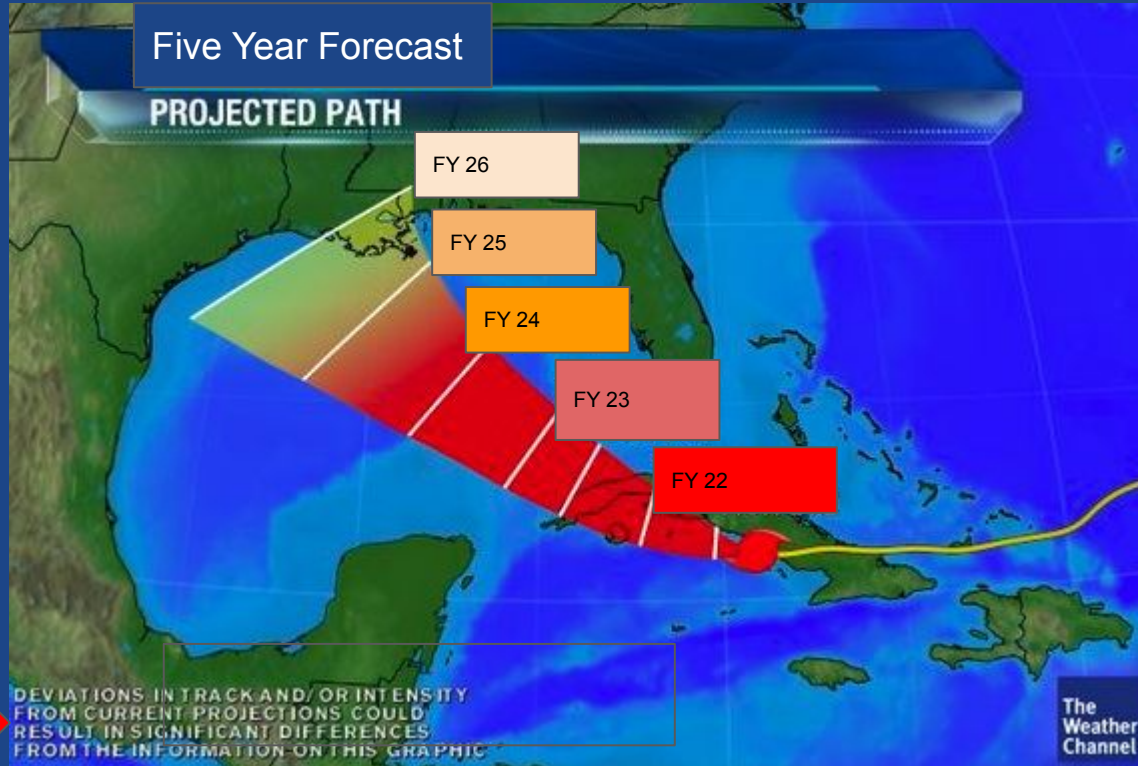 Five Year Forecast
PROJECTED PATH
FY 26
FY 25
FY 24
FY 23
FY 22
DEVIATIONS IN TRACK AND/OR INTENSITY
FROM CURRENT PROJECTIONS COULD
RESULT IN SIGNIFICANT DIFFERENCES
FROM THE INFORMATION ON THIS GRAPHIC
The
Weather
Channel